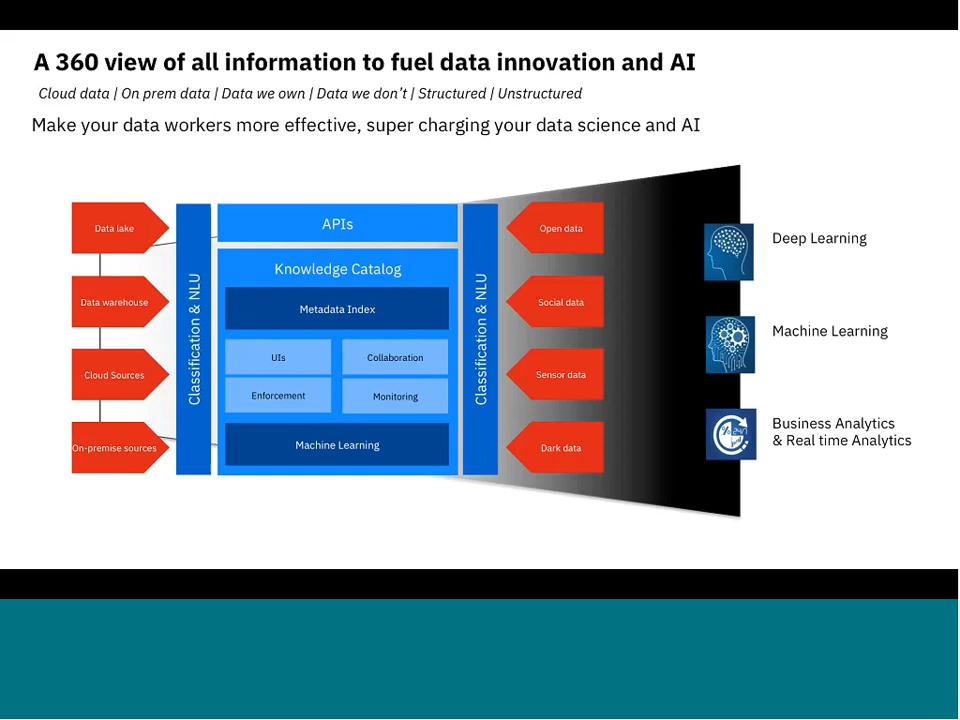 A 360 view of all information to fuel data innovation and AI
Cloud data | On prem data | Data we own | Data we don't | Structured | Unstructured
Make your data workers more effective, super charging your data science and AI
Data lake
Data warehouse
Cloud Sources
On-premise sources
Classification & NLU
APIs
Knowledge Catalog
Metadata Index
UIs
Collaboration
Enforcement
Monitoring
Machine Learning
Classification & NLU
Open data
Social data
Sensor data
Dark data
Deep Learning
Machine Learning
Business Analytics
& Real time Analytics